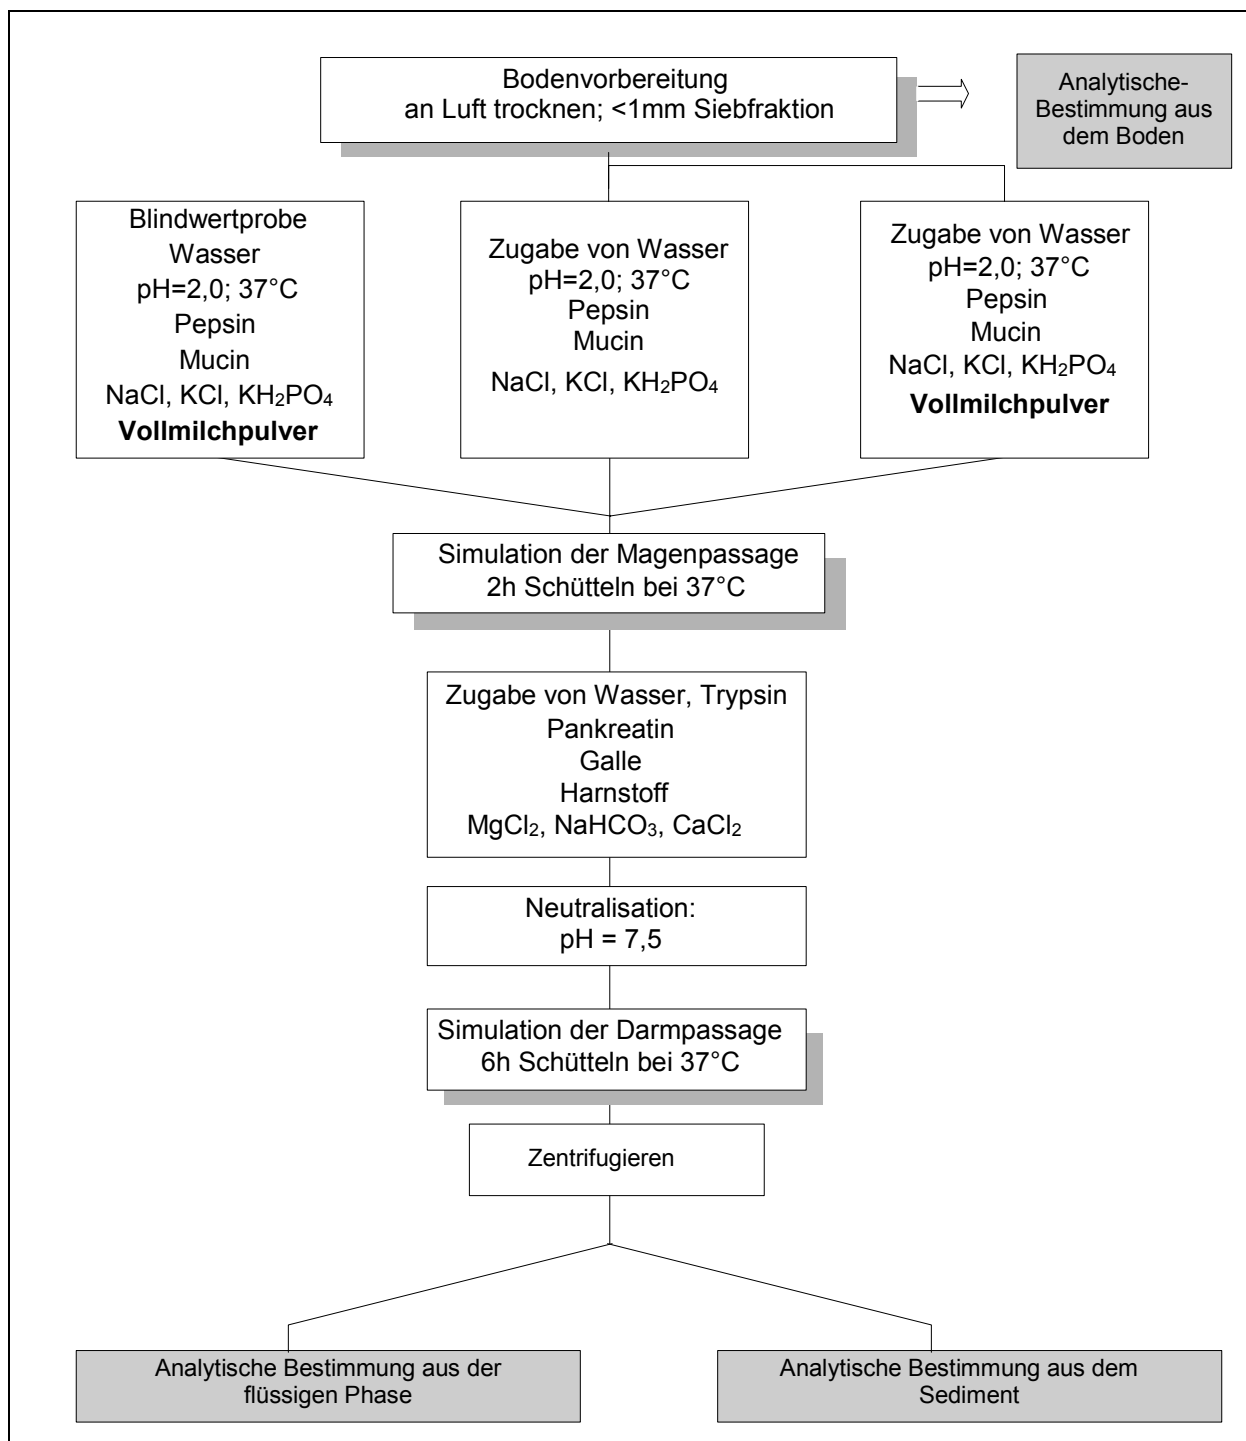 Bodenvorbereitung
an Luft trocknen; <1mm Siebfraktion
Analytische-
Bestimmung aus
dem Boden
Blindwertprobe
Wasser
pH=2,0; 37°C
Pepsin
Mucin
NaCl, KCl, KH₂PO₄
Vollmilchpulver
Zugabe von Wasser
pH=2,0; 37°C
Pepsin
Mucin
NaCl, KCl, KH₂PO₄
Zugabe von Wasser
pH=2,0; 37°C
Pepsin
Mucin
NaCl, KCl, KH₂PO₄
Vollmilchpulver
Simulation der Magenpassage
2h Schütteln bei 37°C
Zugabe von Wasser, Trypsin
Pankreatin
Galle
Harnstoff
MgCl₂, NaHCO₃, CaCl₂
Neutralisation:
pH = 7,5
Simulation der Darmpassage
6h Schütteln bei 37°C
Zentrifugieren
Analytische Bestimmung aus der
flüssigen Phase
Analytische Bestimmung aus dem
Sediment